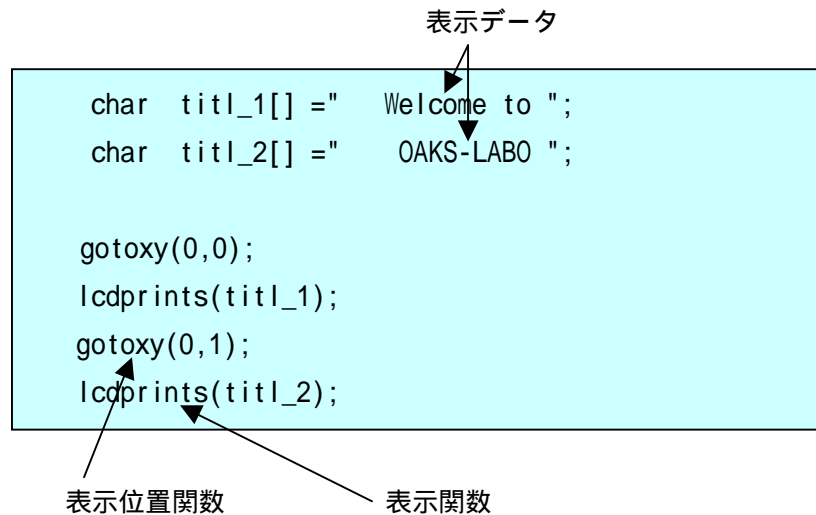 表示データ
char titl_1[] ="   Welcome to ";
char titl_2[] ="    OAKS-LABO ";
gotoxy(0,0);
lcdprints(titl_1);
gotoxy(0,1);
lcdprints(titl_2);
表示位置関数 表示関数